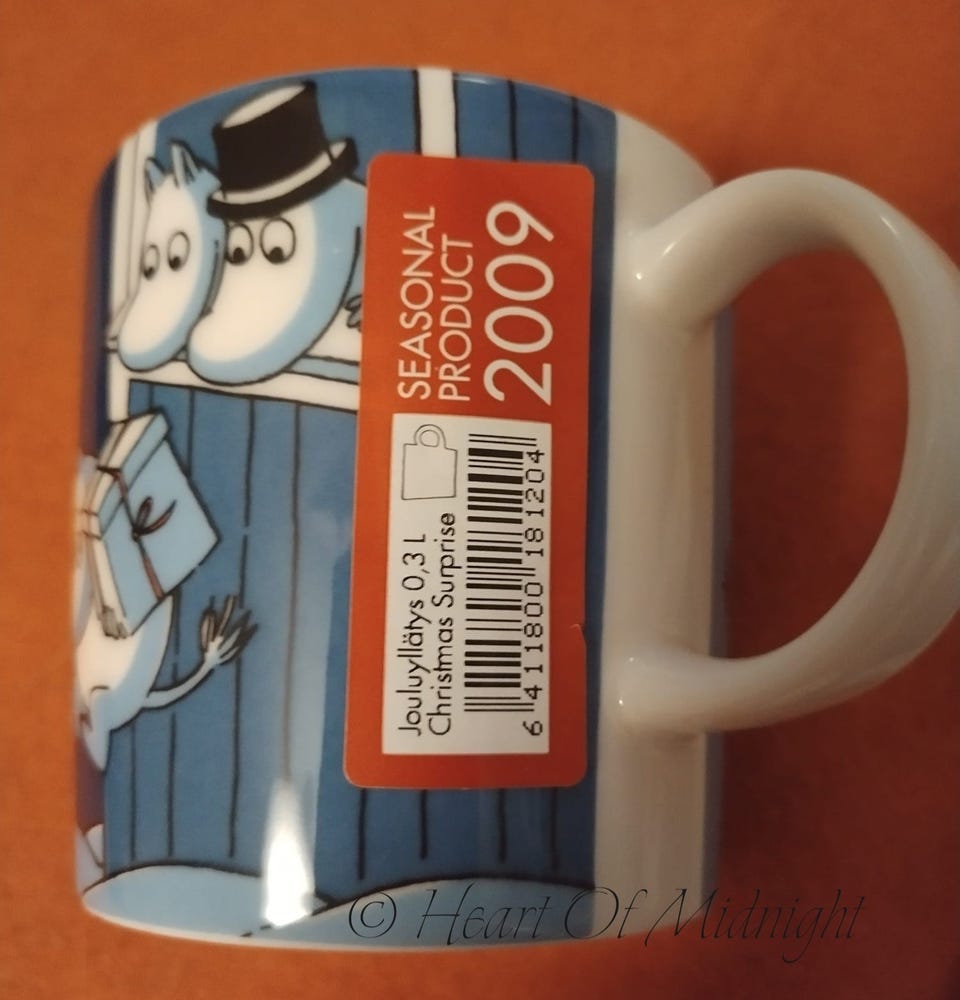 SEASONAL
PRODUCT
2009
Jouluyllätys 0,3 L
Christmas Surprise
6 411800 181204
© Heart Of Midnight